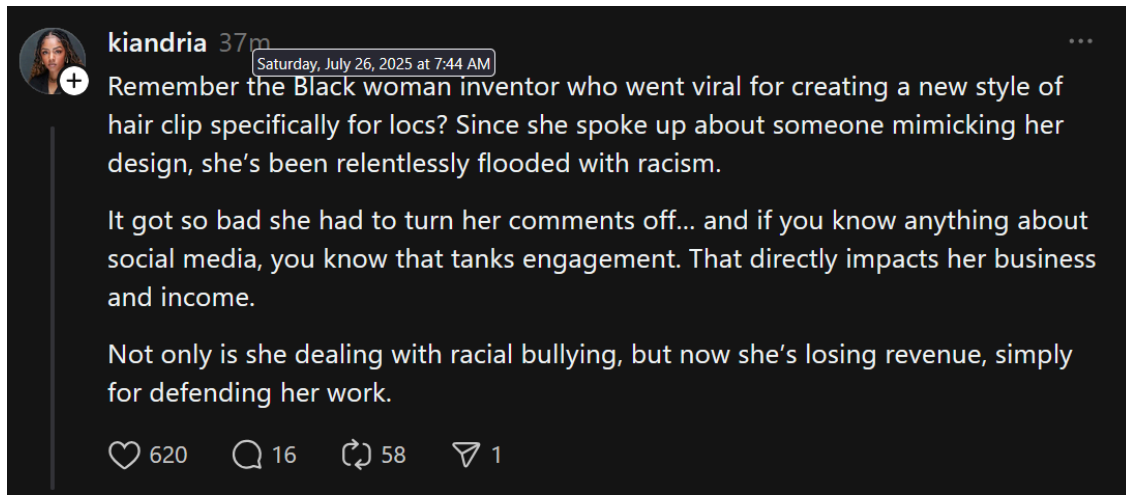 kiandria 37m
Saturday, July 26, 2025 at 7:44 AM
Remember the Black woman inventor who went viral for creating a new style of
hair clip specifically for locs? Since she spoke up about someone mimicking her
design, she’s been relentlessly flooded with racism.
It got so bad she had to turn her comments off... and if you know anything about
social media, you know that tanks engagement. That directly impacts her business
and income.
Not only is she dealing with racial bullying, but now she’s losing revenue, simply
for defending her work.
620 16 58 1